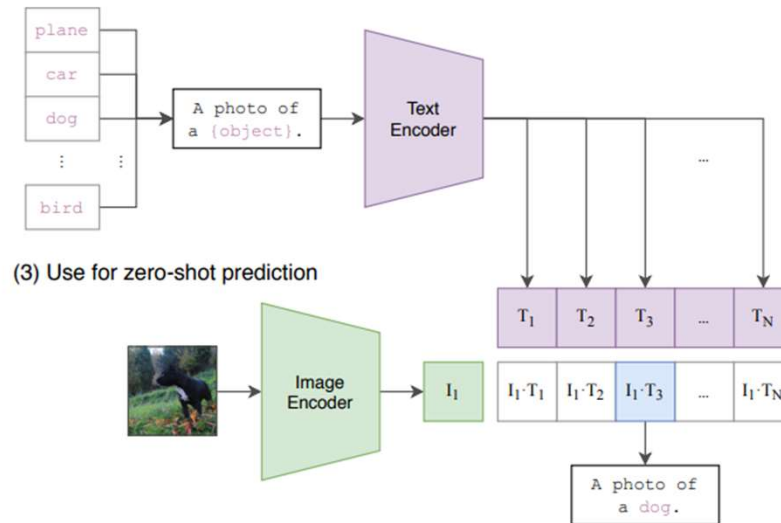 plane
car
dog
⋮ ⋮
bird
A photo of
a {object}.
Text
Encoder
...
(3) Use for zero-shot prediction
T1 T2 T3 ... TN
Image
Encoder
I1
I1·T1 I1·T2 I1·T3 ... I1·TN
A photo of
a dog.